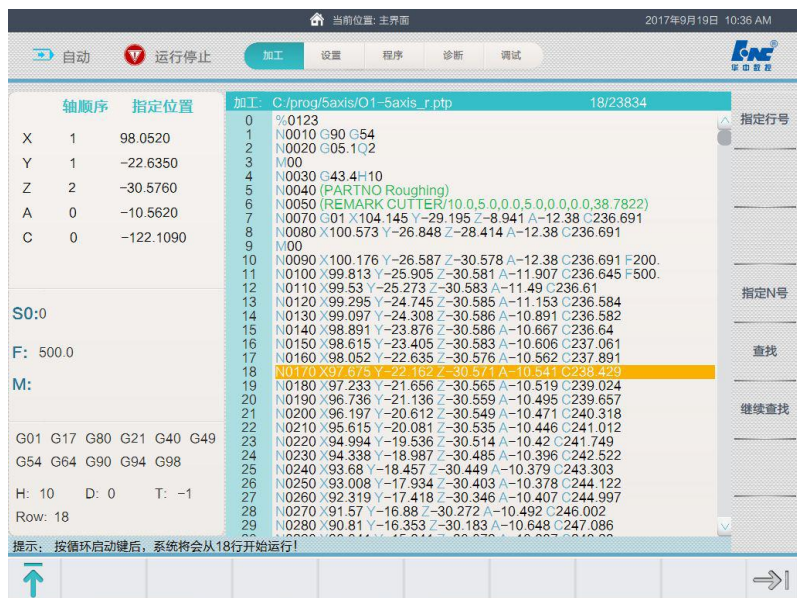 当前位置: 主界面
2017年9月19日 10:36 AM
自动
运行停止
加工
设置
程序
诊断
调试
HNC
华中数控
轴顺序 指定位置
X 1 98.0520
Y 1 -22.6350
Z 2 -30.5760
A 0 -10.5620
C 0 -122.1090
S0:0
F: 500.0
M:
G01 G17 G80 G21 G40 G49
G54 G64 G90 G94 G98
H: 10 D: 0 T: -1
Row: 18
加工: C:/prog/5axis/O1-5axis_r.ptp 18/23834
0 %0123
1 N0010 G90 G54
2 N0020 G05.1Q2
3 M00
4 N0030 G43.4H10
5 N0040 (PARTNO Roughing)
6 N0050 (REMARK CUTTER/10.0,5.0,0.0,5.0,0.0,0.0,38.7822)
7 N0070 G01 X104.145 Y-29.195 Z-8.941 A-12.38 C236.691
8 N0080 X100.573 Y-26.848 Z-28.414 A-12.38 C236.691
9 M00
10 N0090 X100.176 Y-26.587 Z-30.578 A-12.38 C236.691 F200.
11 N0100 X99.813 Y-25.905 Z-30.581 A-11.907 C236.645 F500.
12 N0110 X99.53 Y-25.273 Z-30.583 A-11.49 C236.61
13 N0120 X99.295 Y-24.745 Z-30.585 A-11.153 C236.584
14 N0130 X99.097 Y-24.308 Z-30.586 A-10.891 C236.582
15 N0140 X98.891 Y-23.876 Z-30.586 A-10.667 C236.64
16 N0150 X98.615 Y-23.405 Z-30.583 A-10.606 C237.061
17 N0160 X98.052 Y-22.635 Z-30.576 A-10.562 C237.891
18 N0170 X97.675 Y-22.162 Z-30.571 A-10.541 C238.429
19 N0180 X97.233 Y-21.656 Z-30.565 A-10.519 C239.024
20 N0190 X96.736 Y-21.136 Z-30.559 A-10.495 C239.657
21 N0200 X96.197 Y-20.612 Z-30.549 A-10.471 C240.318
22 N0210 X95.615 Y-20.081 Z-30.535 A-10.446 C241.012
23 N0220 X94.994 Y-19.536 Z-30.514 A-10.42 C241.749
24 N0230 X94.338 Y-18.987 Z-30.485 A-10.396 C242.522
25 N0240 X93.68 Y-18.457 Z-30.449 A-10.379 C243.303
26 N0250 X93.008 Y-17.934 Z-30.403 A-10.378 C244.122
27 N0260 X92.319 Y-17.418 Z-30.346 A-10.407 C244.997
28 N0270 X91.57 Y-16.88 Z-30.272 A-10.492 C246.002
29 N0280 X90.81 Y-16.353 Z-30.183 A-10.648 C247.086
指定行号
指定N号
查找
继续查找
提示： 按循环启动键后，系统将会从18行开始运行!